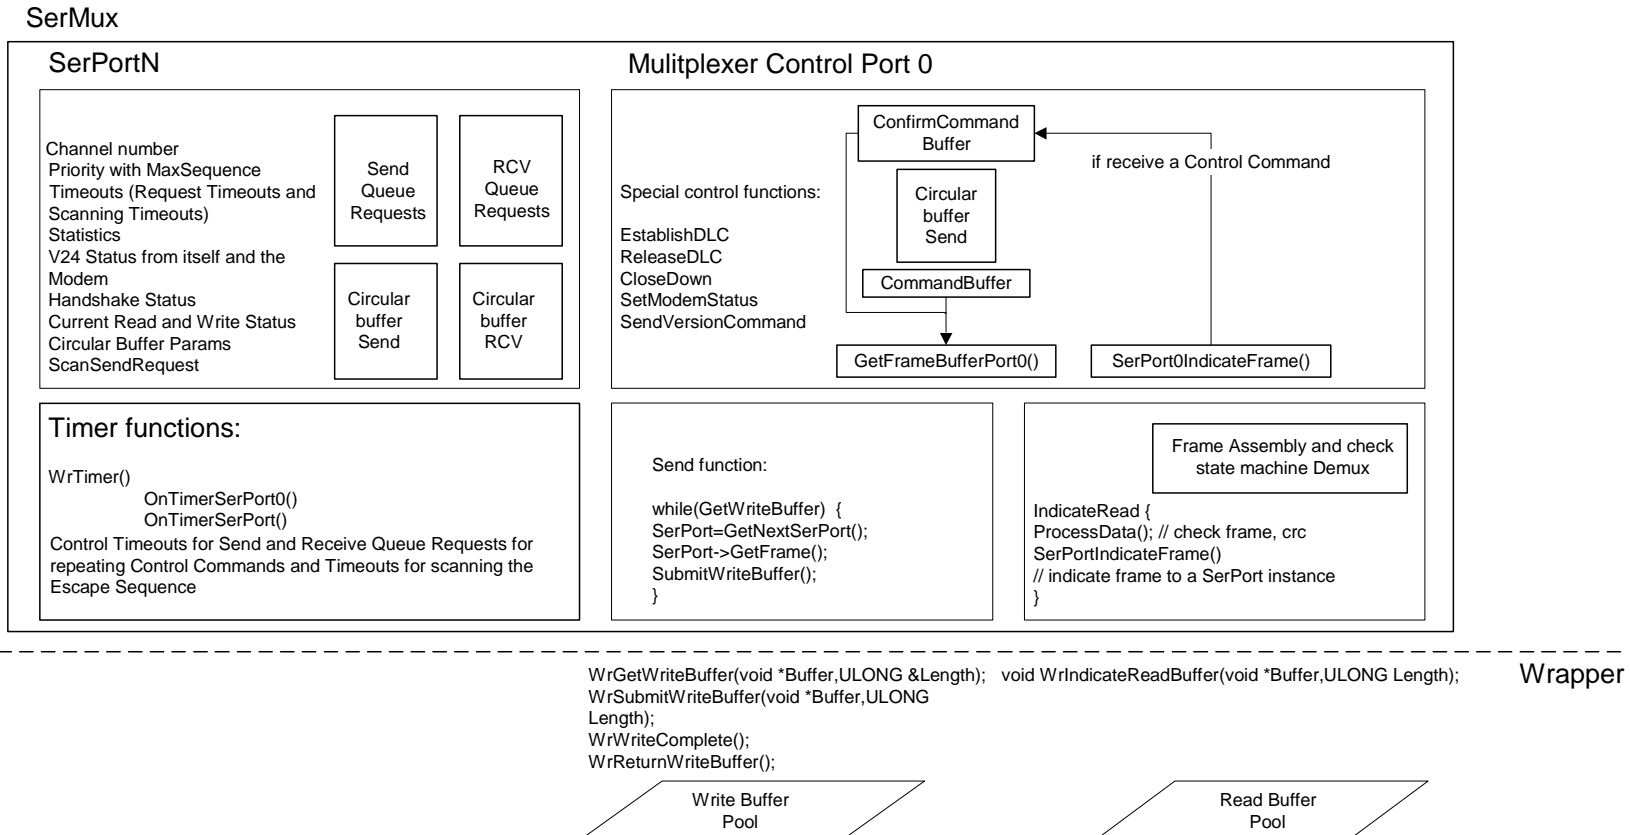 SerMux
SerPortN
Channel number
Priority with MaxSequence
Timeouts (Request Timeouts and
Scanning Timeouts)
Statistics
V24 Status from itself and the
Modem
Handshake Status
Current Read and Write Status
Circular Buffer Params
ScanSendRequest
Send
Queue
Requests
RCV
Queue
Requests
Circular
buffer
Send
Circular
buffer
RCV
Mulitplexer Control Port 0
Special control functions:
EstablishDLC
ReleaseDLC
CloseDown
SetModemStatus
SendVersionCommand
ConfirmCommand
Buffer
if receive a Control Command
Circular
buffer
Send
CommandBuffer
GetFrameBufferPort0()
SerPort0IndicateFrame()
Timer functions:
WrTimer()
OnTimerSerPort0()
OnTimerSerPort()
Control Timeouts for Send and Receive Queue Requests for
repeating Control Commands and Timeouts for scanning the
Escape Sequence
Send function:
while(GetWriteBuffer) {
SerPort=GetNextSerPort();
SerPort->GetFrame();
SubmitWriteBuffer();
}
Frame Assembly and check
state machine Demux
IndicateRead {
ProcessData(); // check frame, crc
SerPortIndicateFrame()
// indicate frame to a SerPort instance
}
Wrapper
WrGetWriteBuffer(void *Buffer,ULONG &Length);
WrSubmitWriteBuffer(void *Buffer,ULONG
Length);
WrWriteComplete();
WrReturnWriteBuffer();
void WrIndicateReadBuffer(void *Buffer,ULONG Length);
Write Buffer
Pool
Read Buffer
Pool